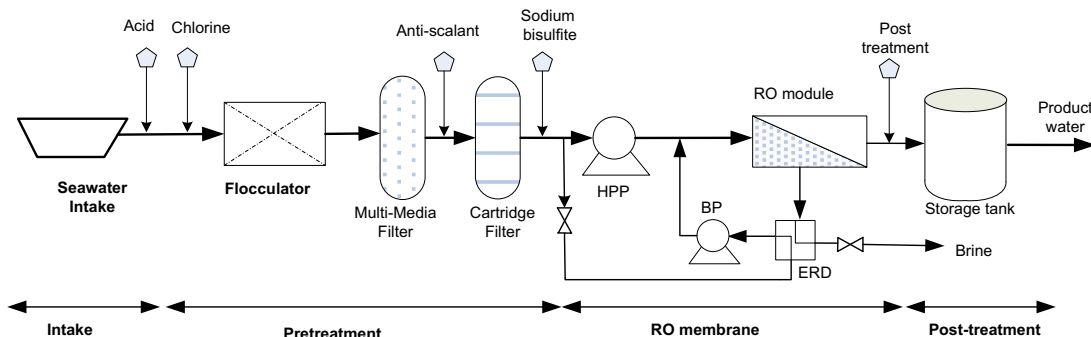 Acid
Chlorine
Anti-scalant
Sodium
bisulfite
Post
treatment
RO module
Product
water
Seawater
Intake
Flocculator
Multi-Media
Filter
Cartridge
Filter
HPP
BP
ERD
Storage tank
Brine
Intake
Pretreatment
RO membrane
Post-treatment